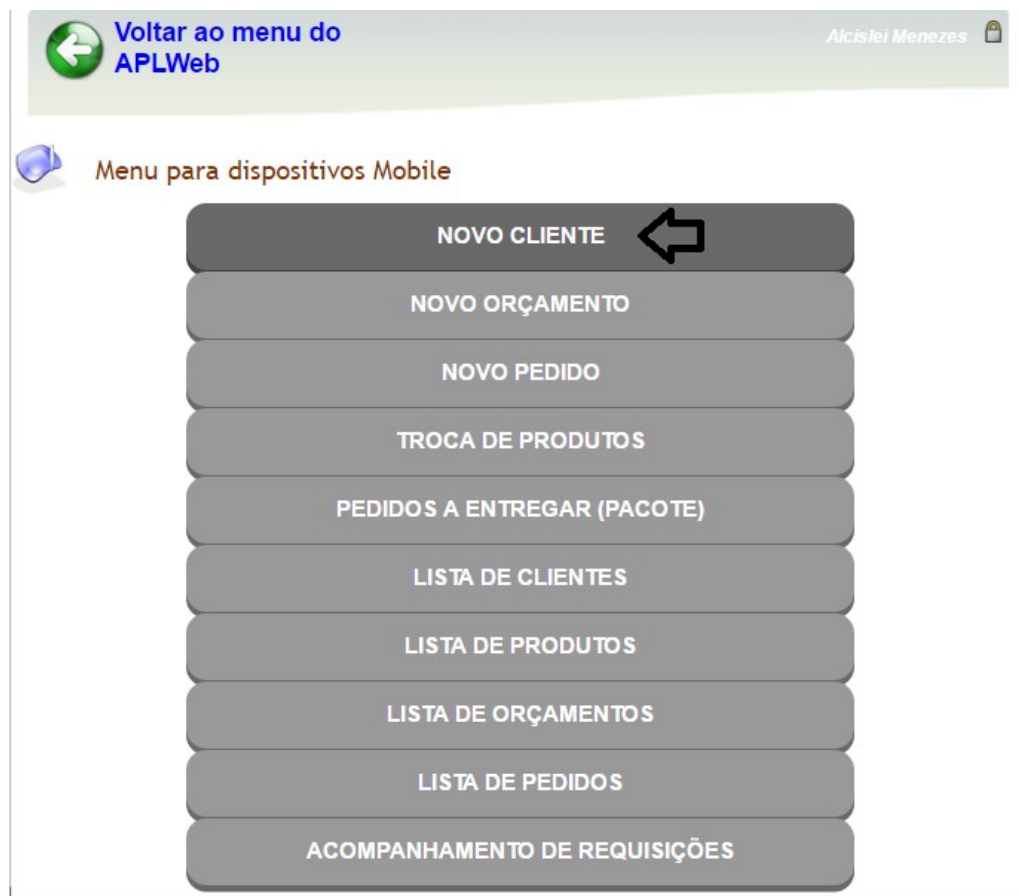 Voltar ao menu do
APLWeb
Alcislei Menezes
Menu para dispositivos Mobile
NOVO CLIENTE
NOVO ORÇAMENTO
NOVO PEDIDO
TROCA DE PRODUTOS
PEDIDOS A ENTREGAR (PACOTE)
LISTA DE CLIENTES
LISTA DE PRODUTOS
LISTA DE ORÇAMENTOS
LISTA DE PEDIDOS
ACOMPANHAMENTO DE REQUISIÇÕES